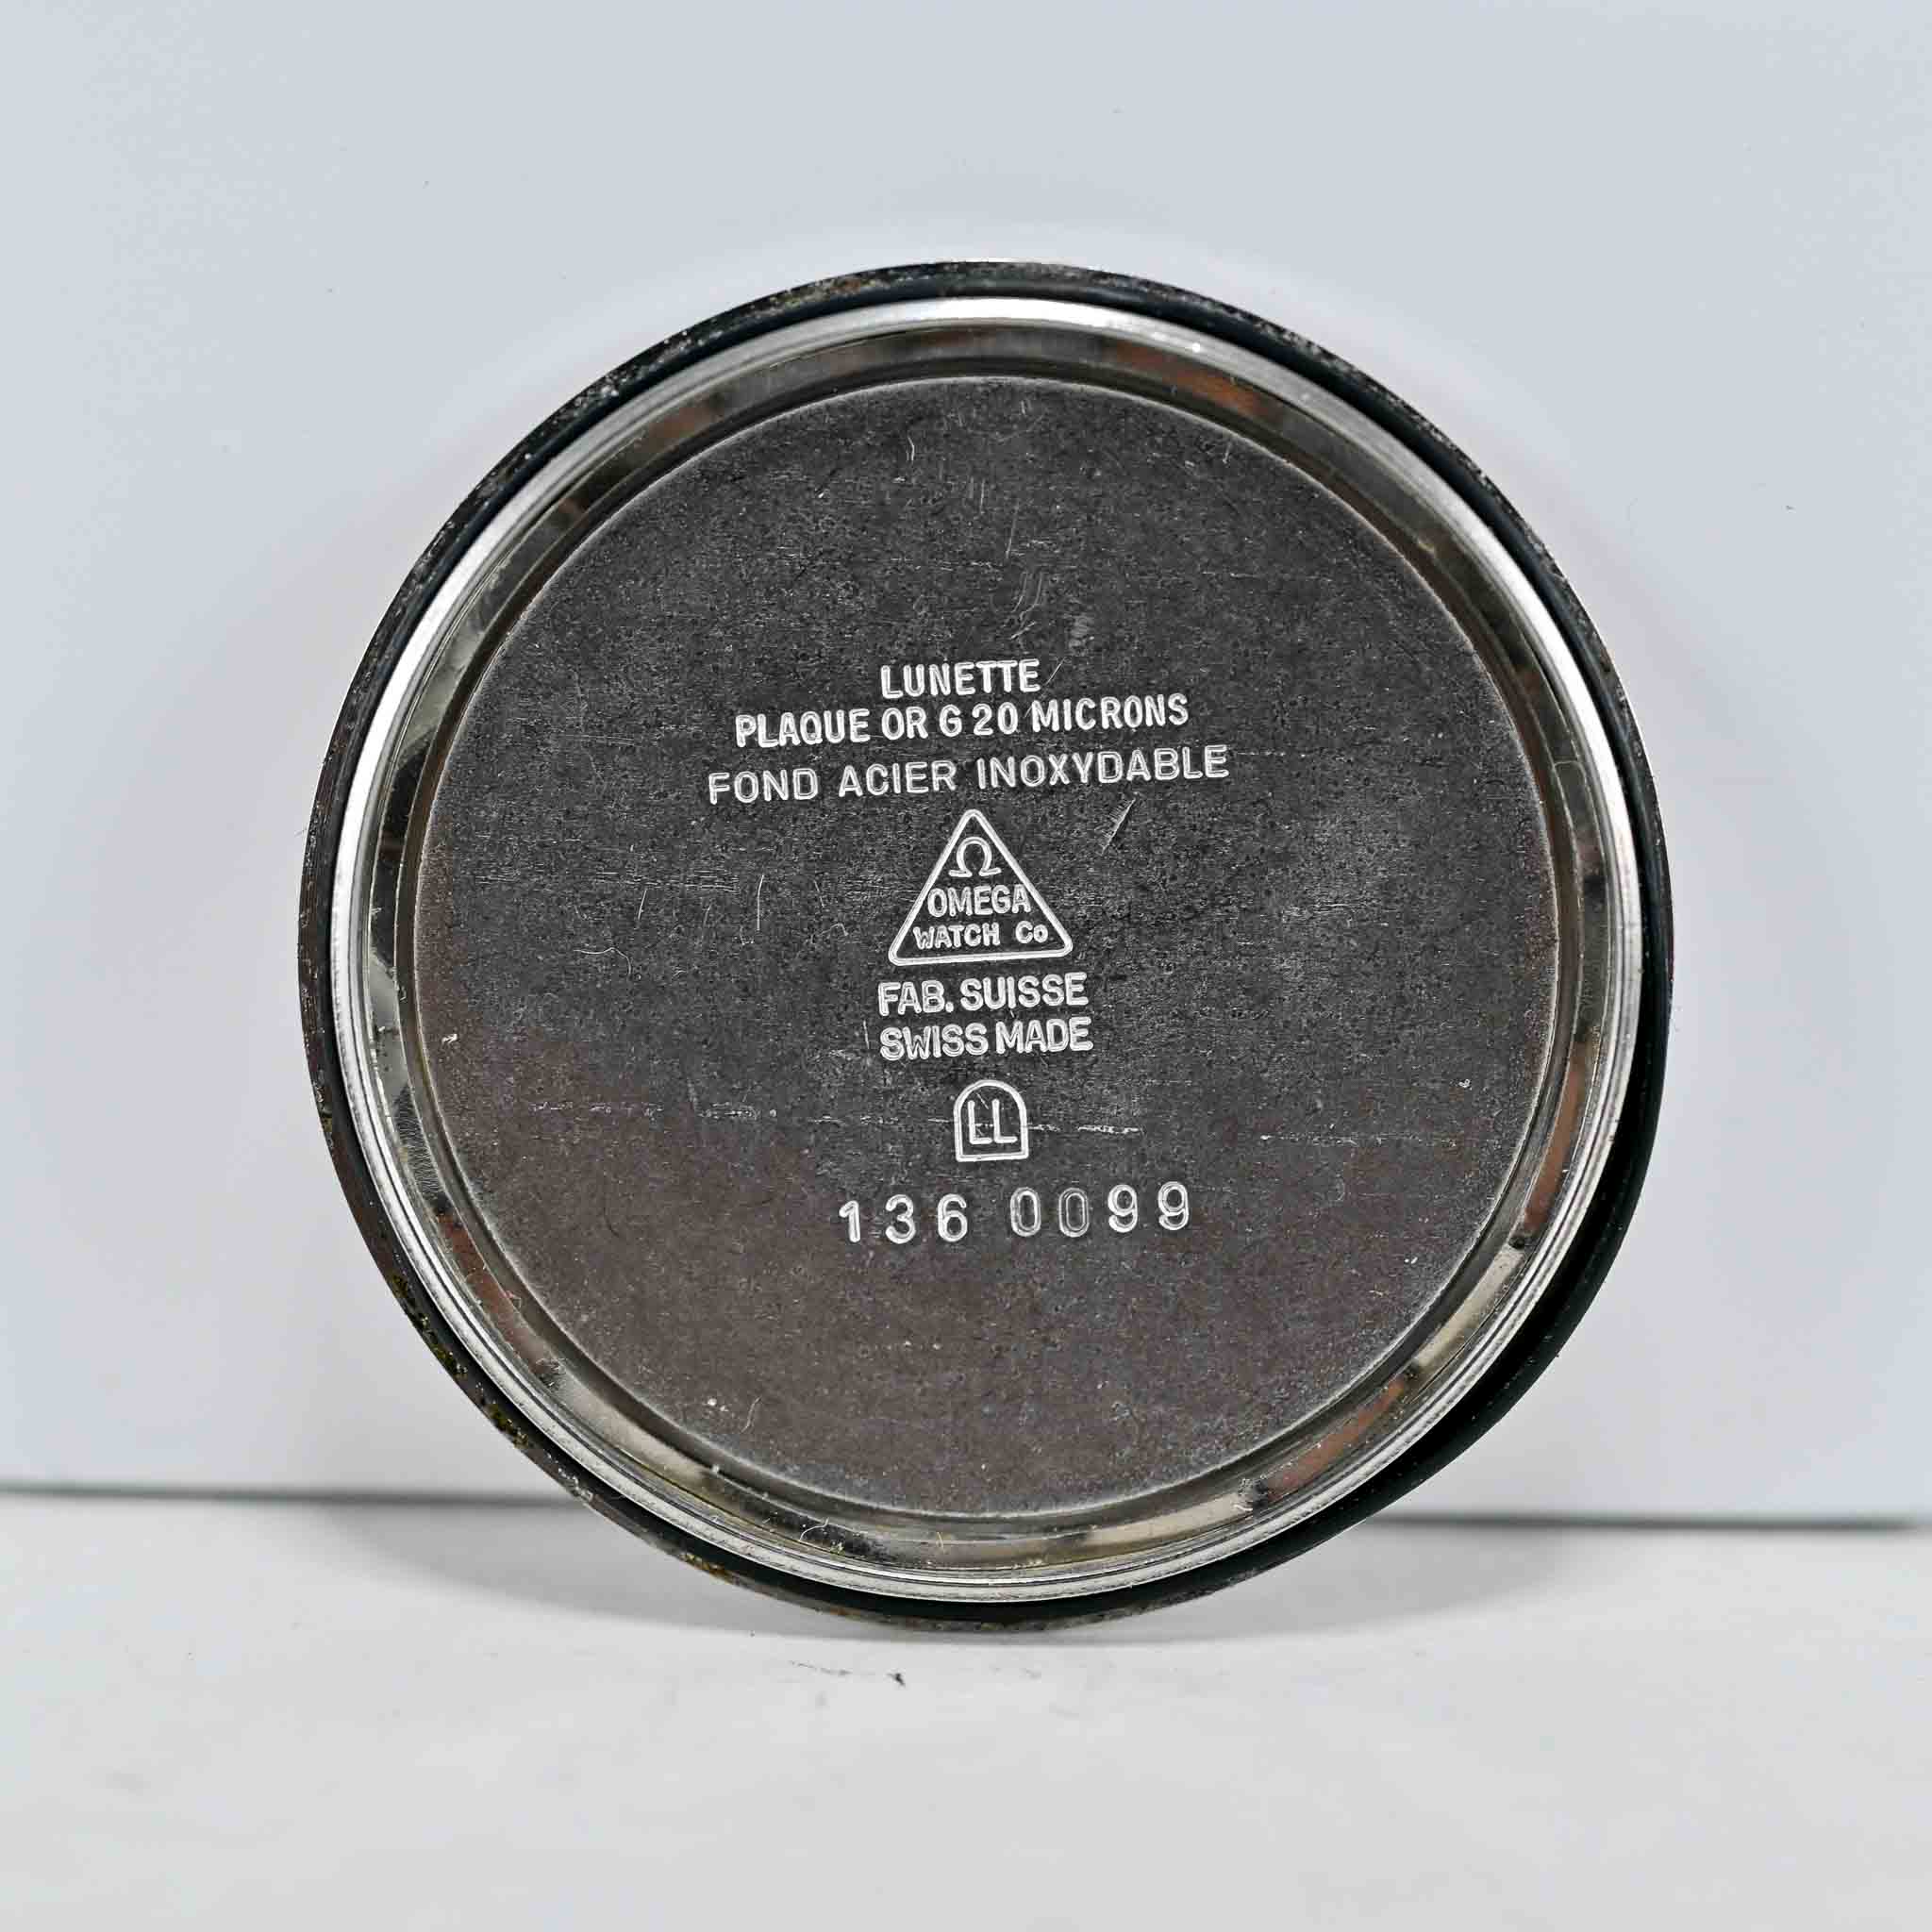 LUNETTE
PLAQUE OR G 20 MICRONS
FOND ACIER INOXYDABLE
Ω
OMEGA
WATCH Co
FAB. SUISSE
SWISS MADE
LL
136 0099